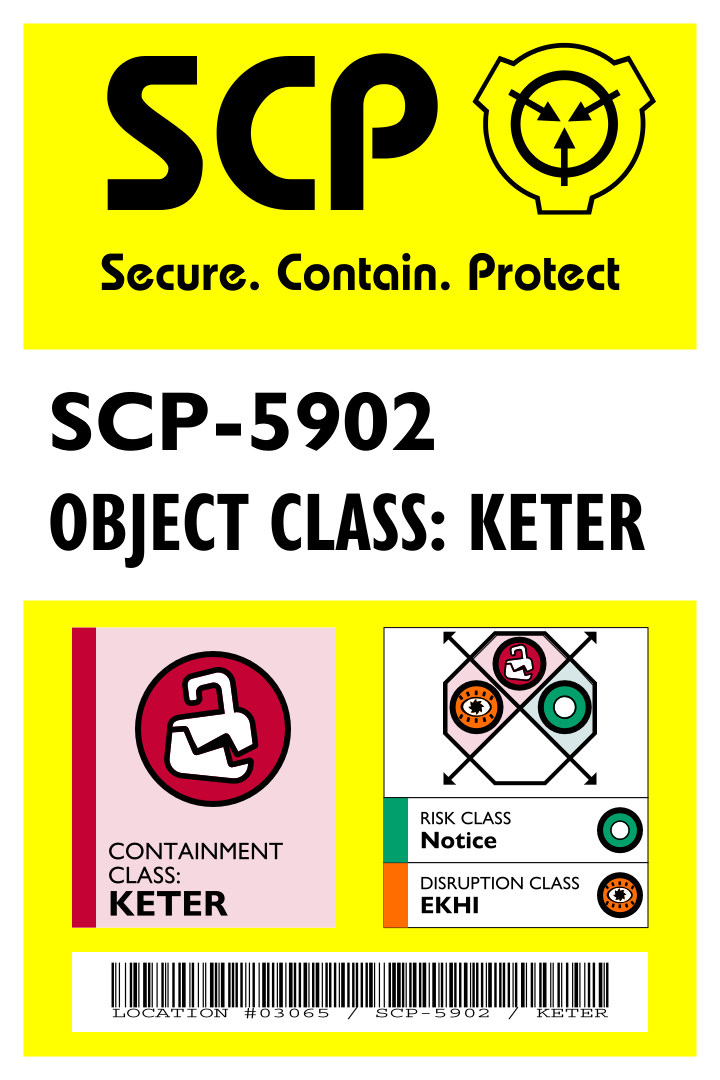 SCP
Secure. Contain. Protect
SCP-5902
OBJECT CLASS: KETER
CONTAINMENT
CLASS:
KETER
RISK CLASS
Notice
DISRUPTION CLASS
EKHI
LOCATION #03065 / SCP-5902 / KETER